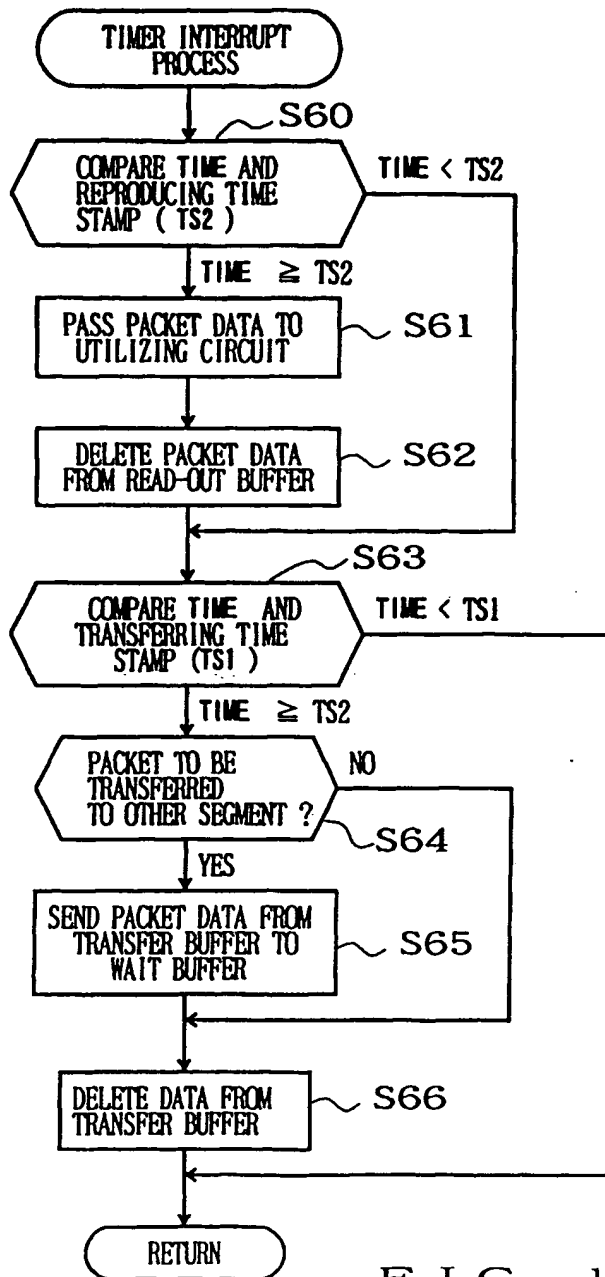 TIMER INTERRUPT
PROCESS
S60
COMPARE TIME AND
REPRODUCING TIME
STAMP ( TS2 )
TIME < TS2
TIME ≧ TS2
PASS PACKET DATA TO
UTILIZING CIRCUIT
S61
DELETE PACKET DATA
FROM READ-OUT BUFFER
S62
S63
COMPARE TIME AND
TRANSFERRING TIME
STAMP (TS1 )
TIME < TS1
TIME ≧ TS2
PACKET TO BE
TRANSFERRED
TO OTHER SEGMENT ?
NO
S64
YES
SEND PACKET DATA FROM
TRANSFER BUFFER TO
WAIT BUFFER
S65
DELETE DATA FROM
TRANSFER BUFFER
S66
RETURN